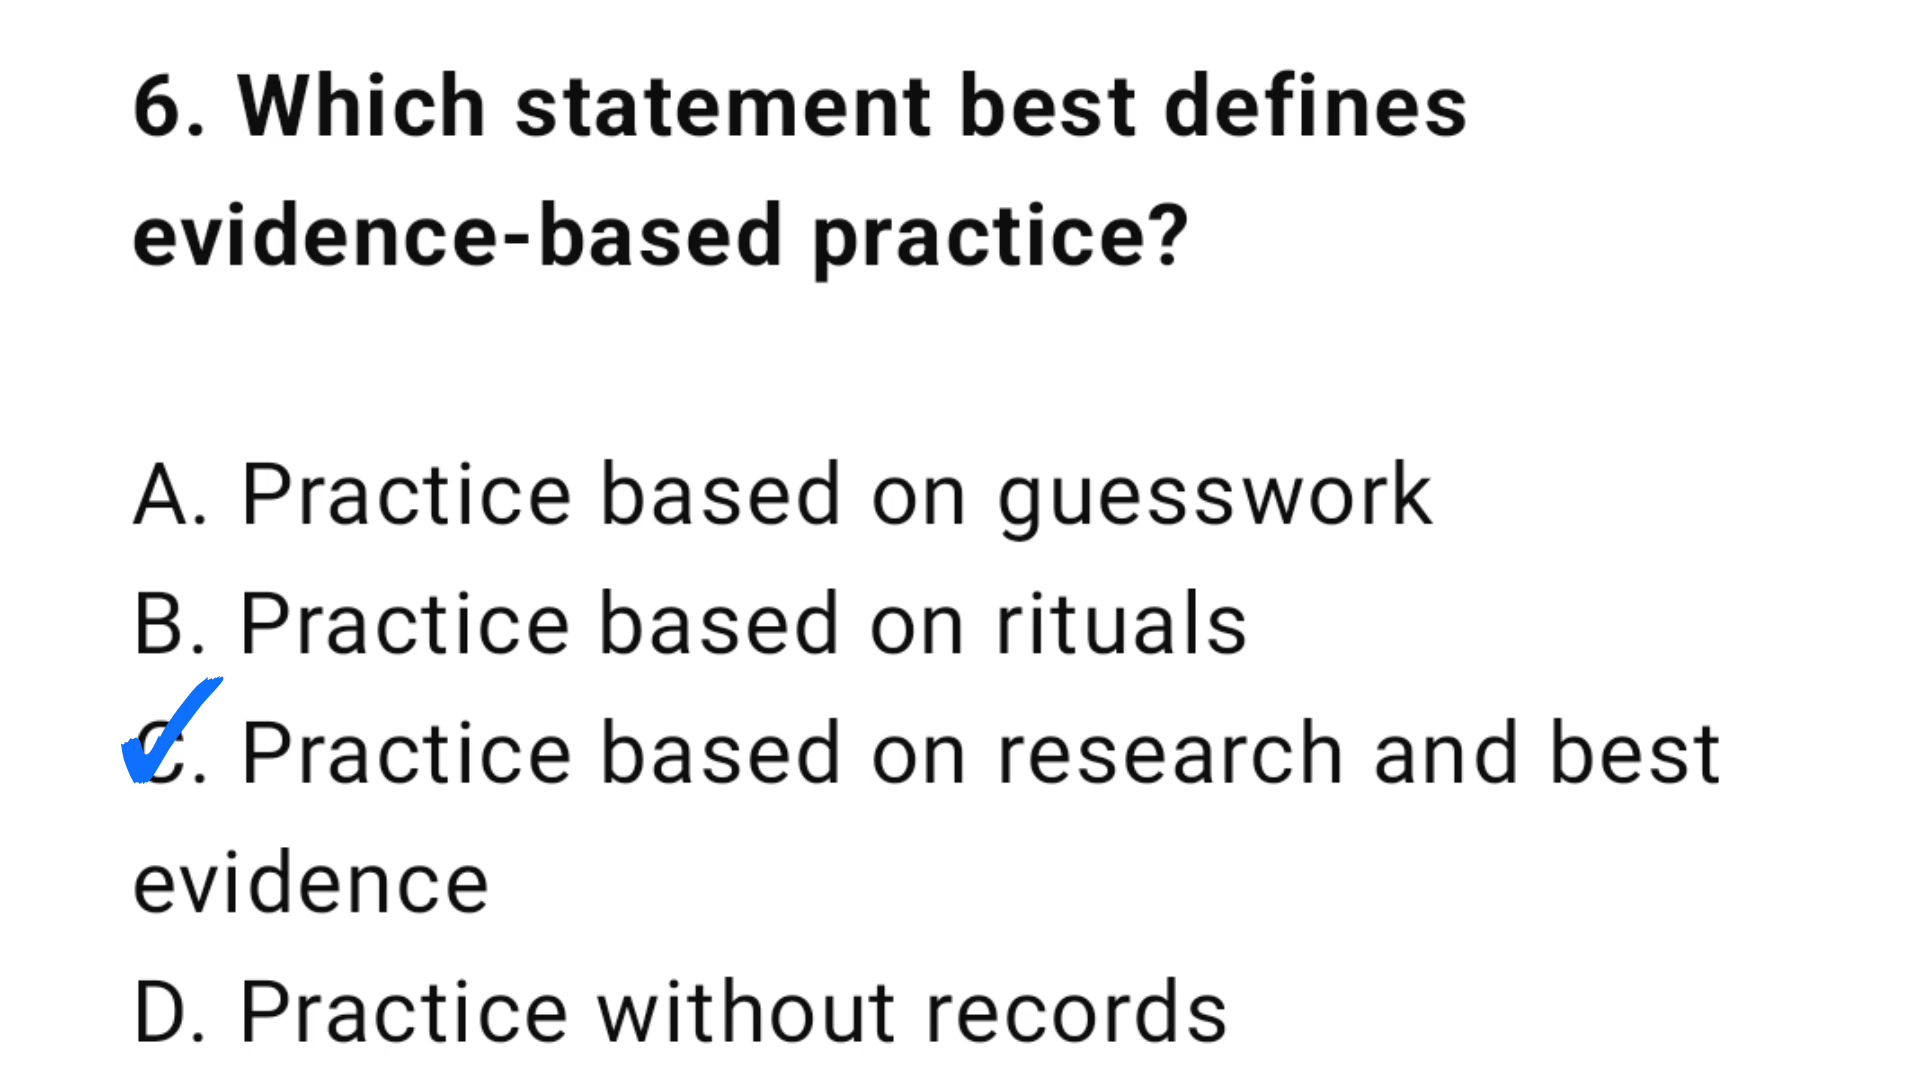 6. Which statement best defines
evidence-based practice?
A. Practice based on guesswork
B. Practice based on rituals
C. Practice based on research and best
evidence
D. Practice without records